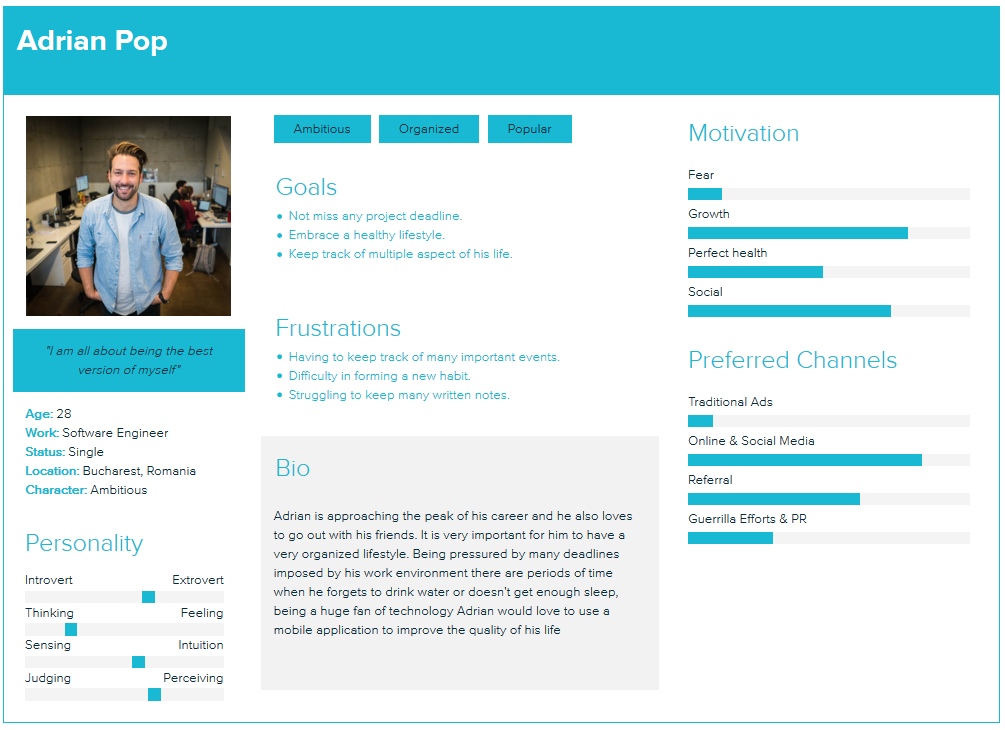 Adrian Pop
"I am all about being the best
version of myself"
Age: 28
Work: Software Engineer
Status: Single
Location: Bucharest, Romania
Character: Ambitious
Personality
Introvert Extrovert
Thinking Feeling
Sensing Intuition
Judging Perceiving
Ambitious Organized Popular
Goals
Not miss any project deadline.
Embrace a healthy lifestyle.
Keep track of multiple aspect of his life.
Frustrations
Having to keep track of many important events.
Difficulty in forming a new habit.
Struggling to keep many written notes.
Bio
Adrian is approaching the peak of his career and he also loves
to go out with his friends. It is very important for him to have a
very organized lifestyle. Being pressured by many deadlines
imposed by his work environment there are periods of time
when he forgets to drink water or doesn't get enough sleep,
being a huge fan of technology Adrian would love to use a
mobile application to improve the quality of his life
Motivation
Fear
Growth
Perfect health
Social
Preferred Channels
Traditional Ads
Online & Social Media
Referral
Guerrilla Efforts & PR